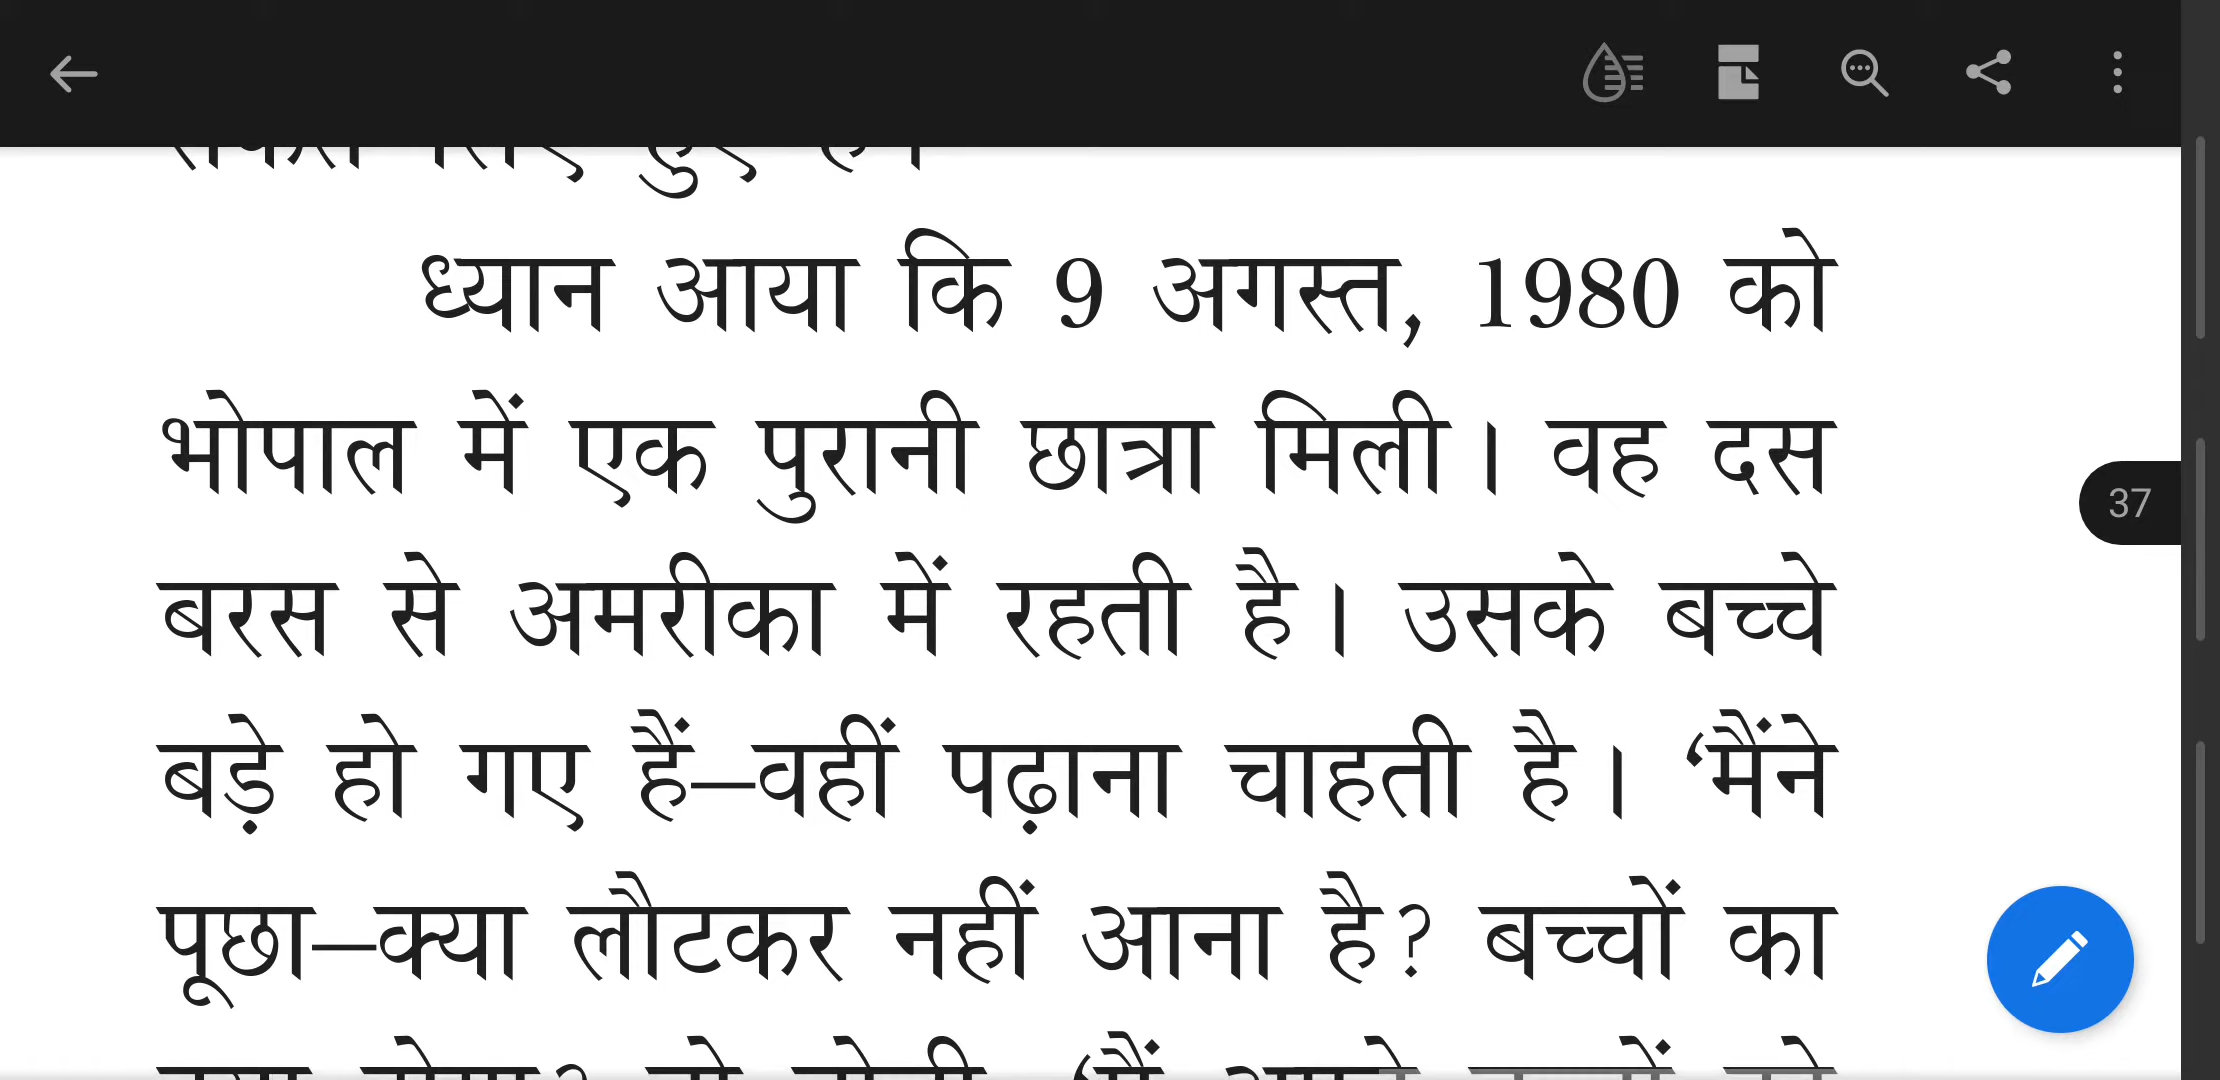 ध्यान आया कि 9 अगस्त, 1980 को
भोपाल में एक पुरानी छात्रा मिली। वह दस
37
बरस से अमरीका में रहती है। उसके बच्चे
बड़े हो गए हैं–वहीं पढ़ाना चाहती है। ‘मैंने
पूछा–क्या लौटकर नहीं आना है? बच्चों का